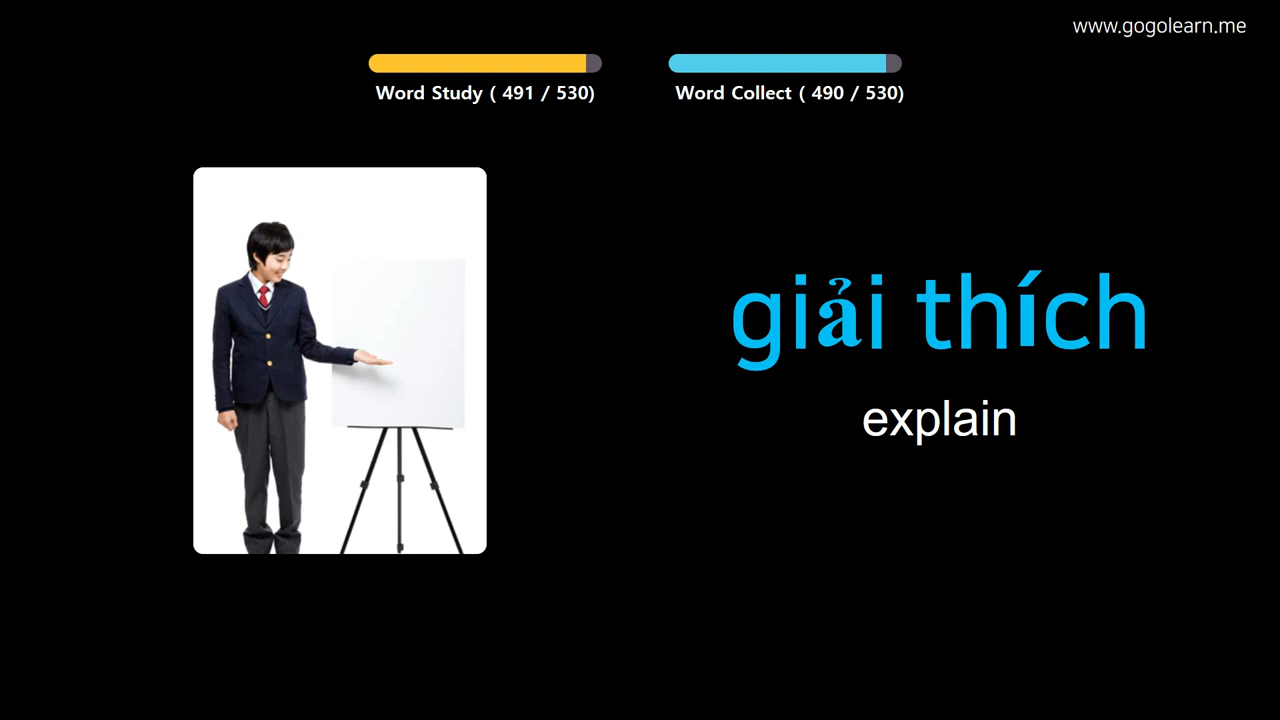 www.gogolearn.me
Word Study ( 491 / 530)
Word Collect ( 490 / 530)
giải thích
explain